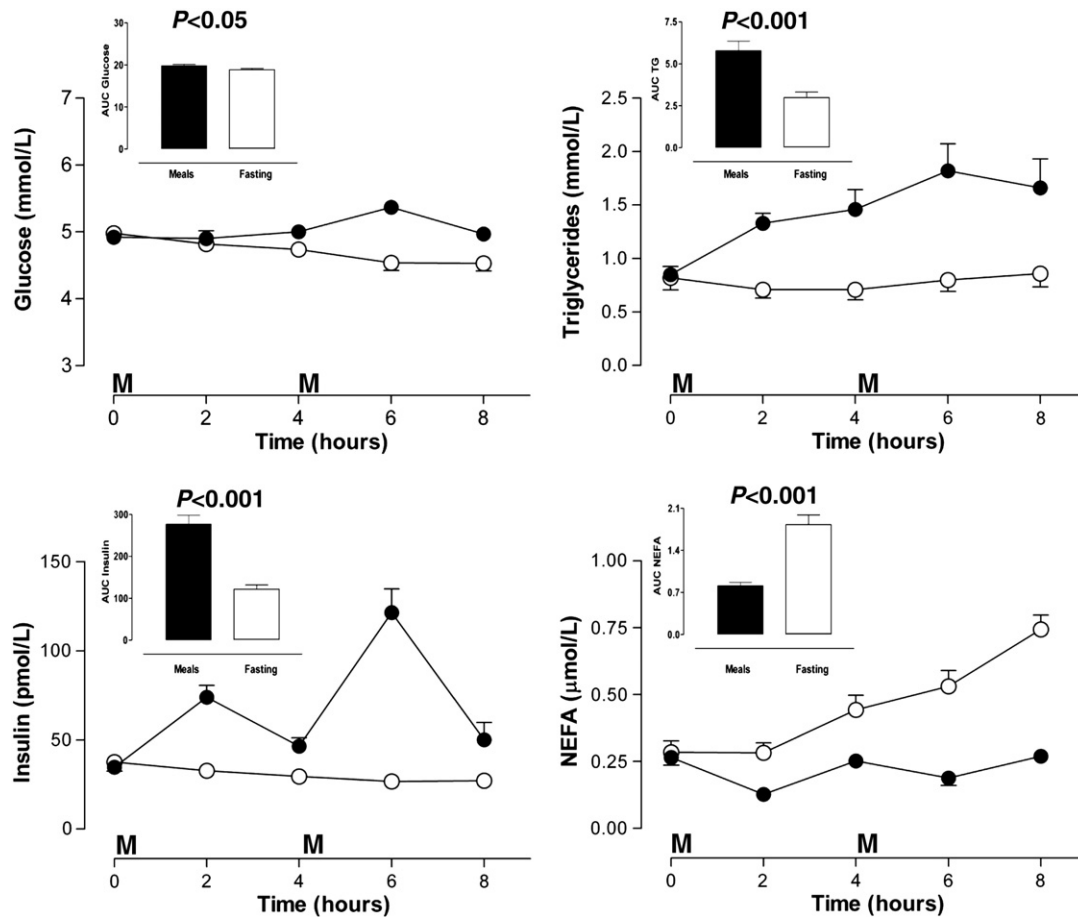 P<0.05
AUC Glucose
30
20
10
0
Meals Fasting
Glucose (mmol/L)
7
6
5
4
3
M M
0 2 4 6 8
Time (hours)
P<0.001
AUC TG
7.5
5.0
2.5
0.0
Meals Fasting
Triglycerides (mmol/L)
2.5
2.0
1.5
1.0
0.5
0.0
M M
0 2 4 6 8
Time (hours)
P<0.001
AUC Insulin
300
200
100
0
Meals Fasting
Insulin (pmol/L)
150
100
50
0
M M
0 2 4 6 8
Time (hours)
P<0.001
AUC NEFA
2.1
1.4
0.7
0.0
Meals Fasting
NEFA (μmol/L)
1.00
0.75
0.50
0.25
0.00
M M
0 2 4 6 8
Time (hours)